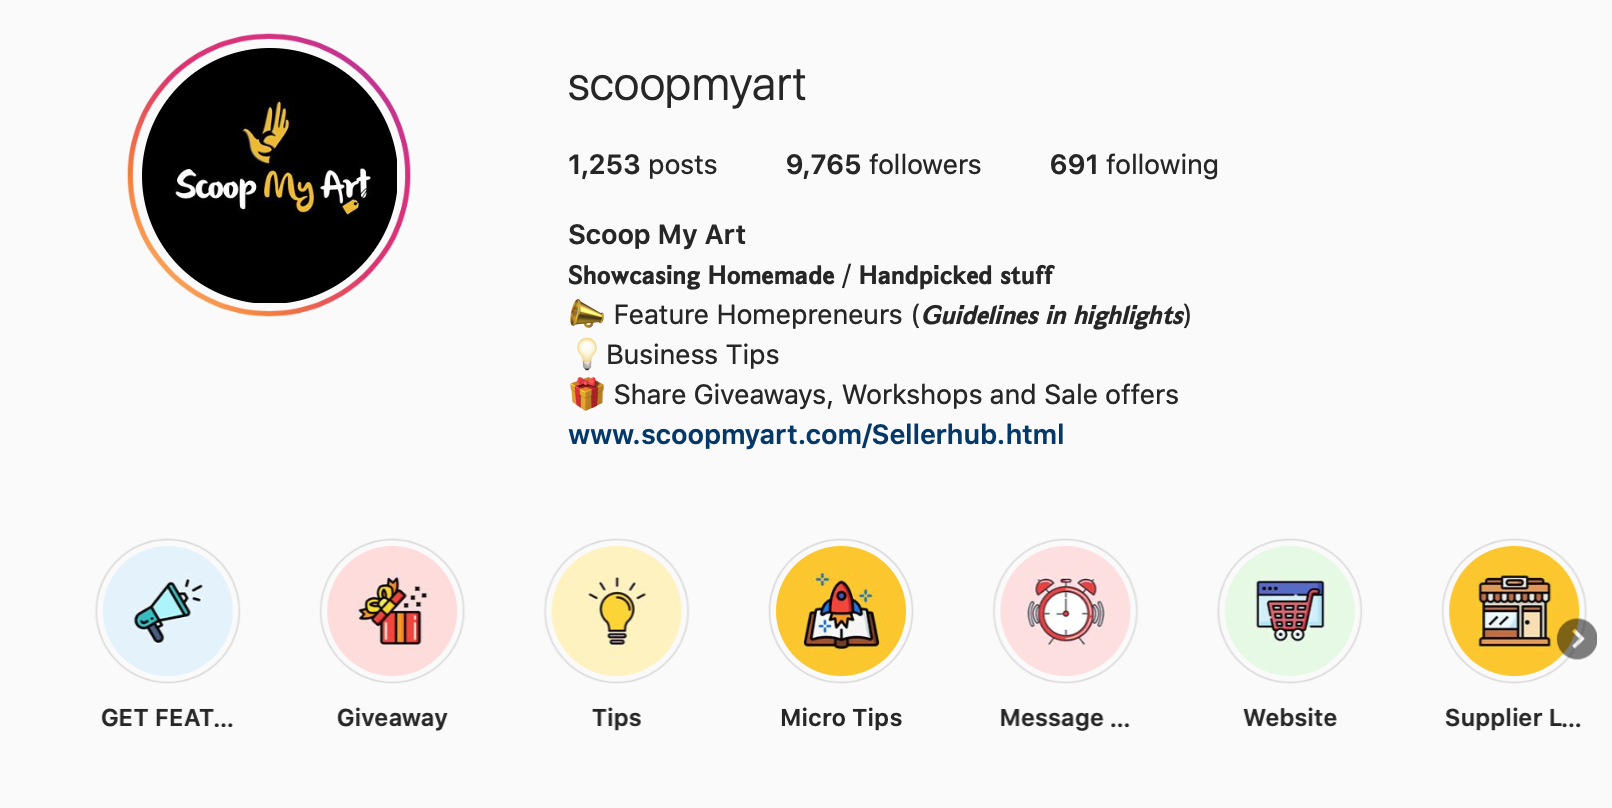 Scoop My Art
scoopmyart
1,253 posts 9,765 followers 691 following
Scoop My Art
Showcasing Homemade / Handpicked stuff
📣 Feature Homepreneurs (Guidelines in highlights)
💡 Business Tips
🎁 Share Giveaways, Workshops and Sale offers
www.scoopmyart.com/Sellerhub.html
GET FEAT... Giveaway Tips Micro Tips Message ... Website Supplier L...